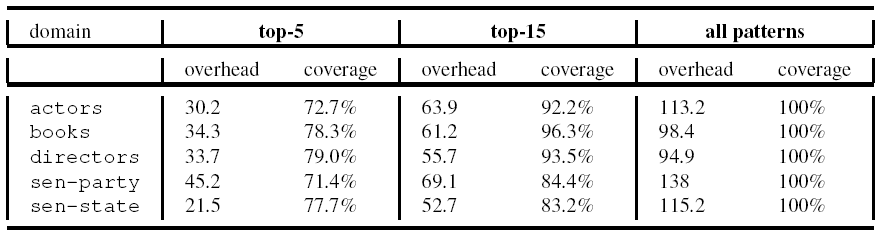 domain top-5 top-15 all patterns
overhead coverage overhead coverage overhead coverage
actors 30.2 72.7% 63.9 92.2% 113.2 100%
books 34.3 78.3% 61.2 96.3% 98.4 100%
directors 33.7 79.0% 55.7 93.5% 94.9 100%
sen-party 45.2 71.4% 69.1 84.4% 138 100%
sen-state 21.5 77.7% 52.7 83.2% 115.2 100%